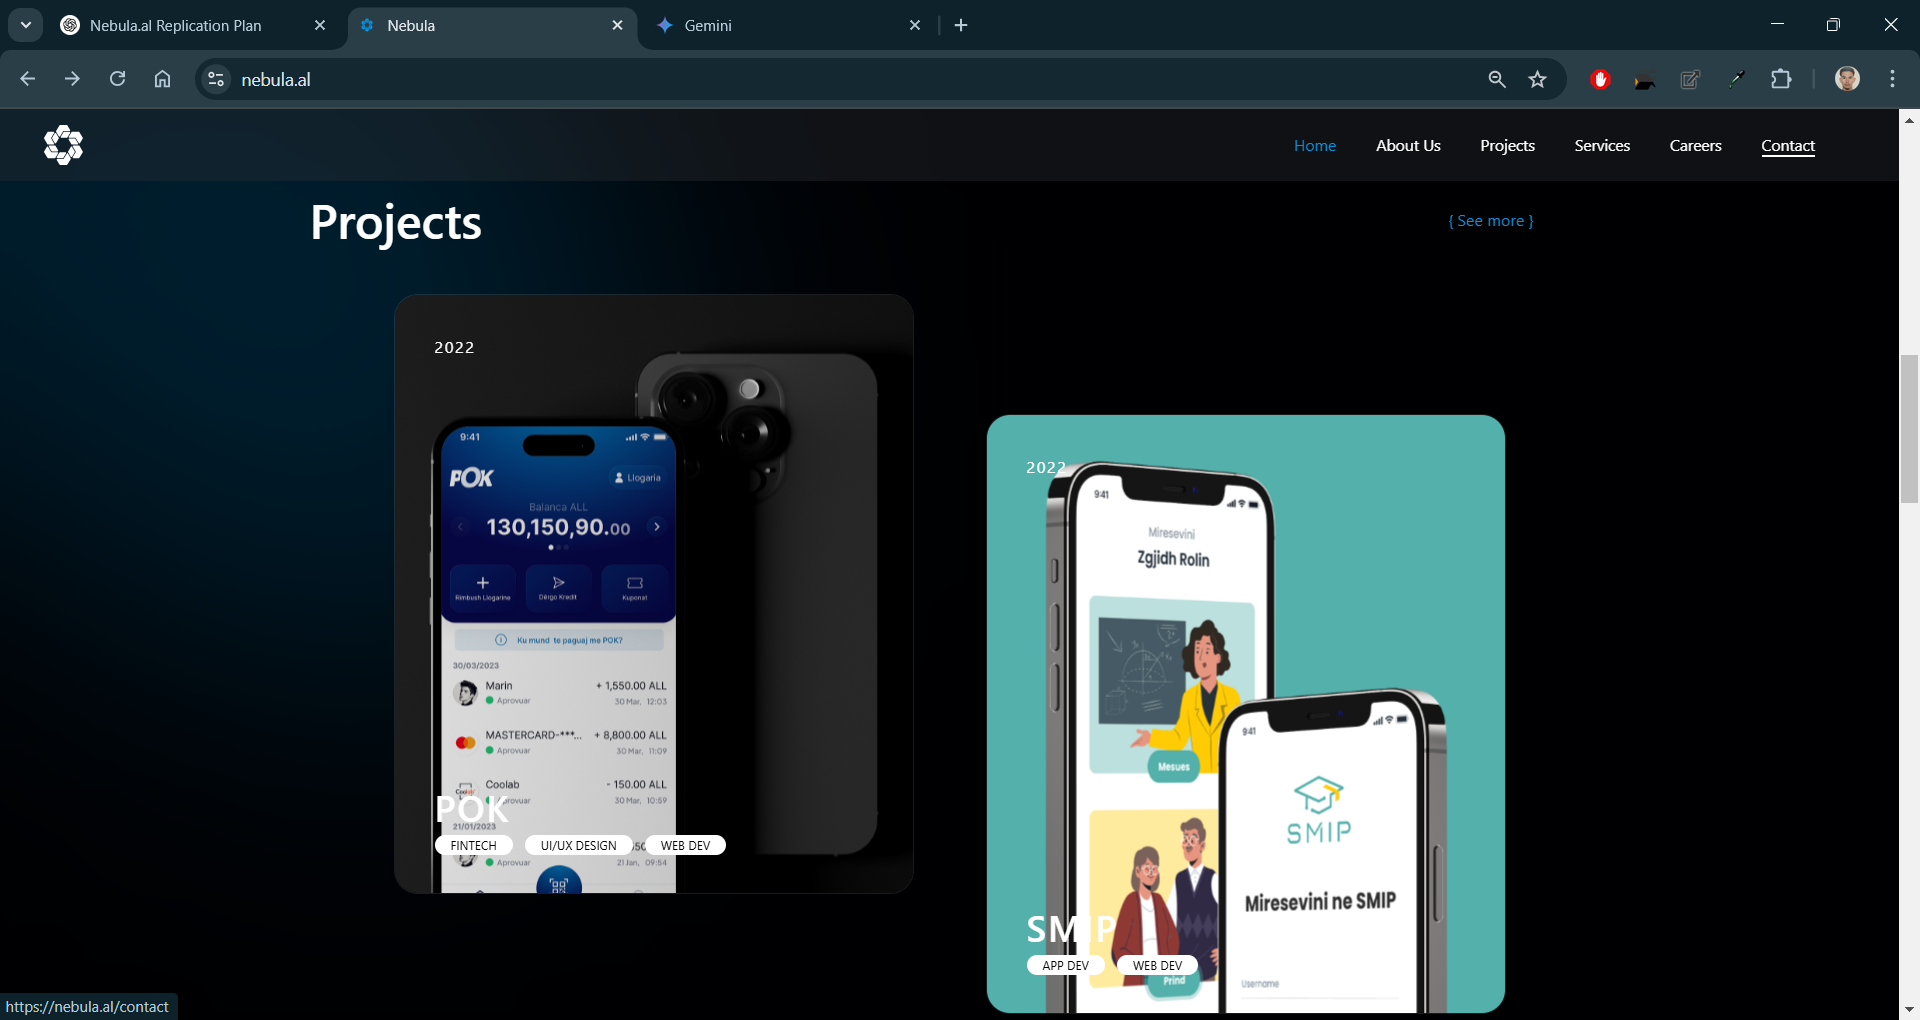 Nebula.al Replication Plan
Nebula
Gemini
nebula.al
Home
About Us
Projects
Services
Careers
Contact
Projects
{ See more }
2022
9:41
POK
Llogaria
Balanca ALL
130,150,90.00
Rimbush Llogarine
Dërgo Kredit
Kuponat
Ku mund te paguaj me POK?
30/03/2023
Marin
+ 1,550.00 ALL
Aprovuar
30 Mar, 12:03
MASTERCARD-***...
+ 8,800.00 ALL
Aprovuar
30 Mar, 11:09
Coolab
- 150.00 ALL
30 Mar, 10:59
POK
21/01/2023
FINTECH
UI/UX DESIGN
WEB DEV
Aprovuar
21 Jan, 09:54
2022
9:41
Miresevini
Zgjidh Rolin
Mesues
9:41
SMIP
Miresevini ne SMIP
SMIP
APP DEV
WEB DEV
Prind
Username
https://nebula.al/contact